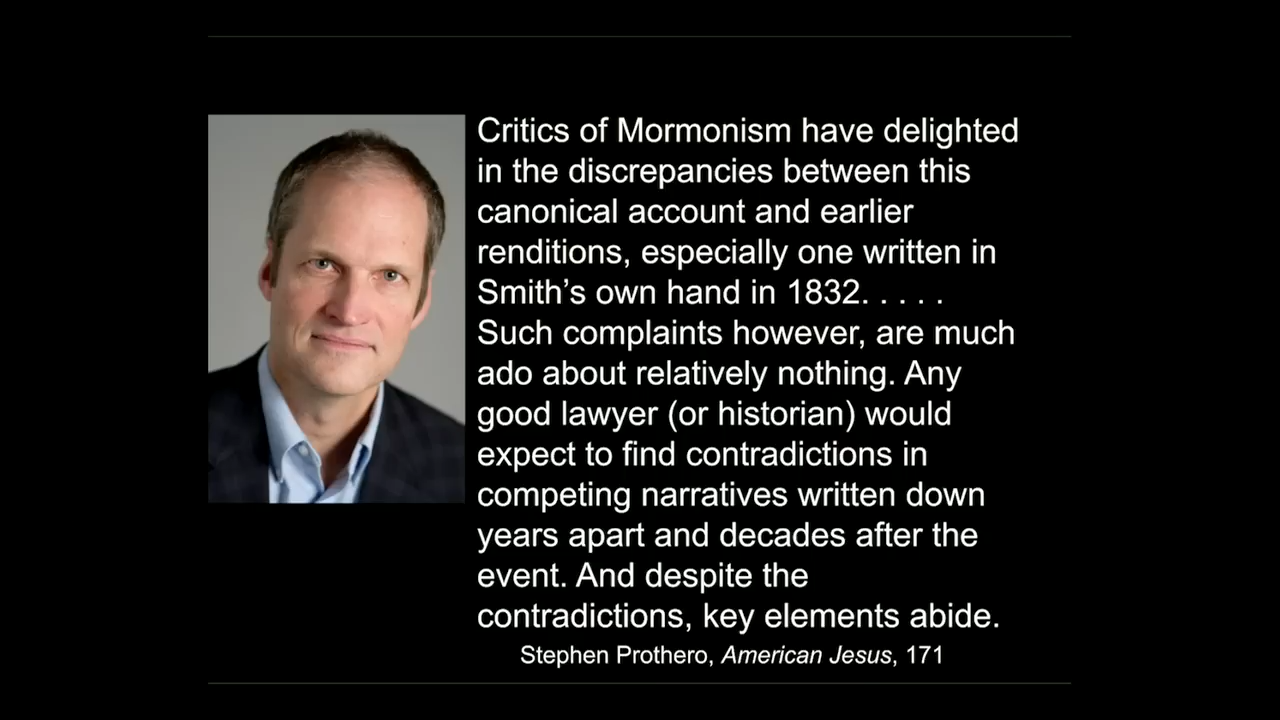 Critics of Mormonism have delighted
in the discrepancies between this
canonical account and earlier
renditions, especially one written in
Smith’s own hand in 1832. . . . .
Such complaints however, are much
ado about relatively nothing. Any
good lawyer (or historian) would
expect to find contradictions in
competing narratives written down
years apart and decades after the
event. And despite the
contradictions, key elements abide.
Stephen Prothero, American Jesus, 171